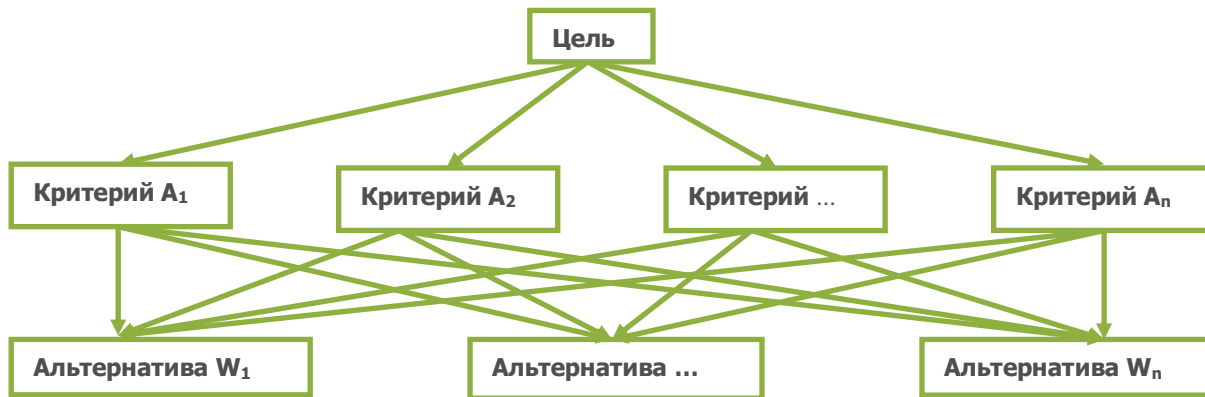 Цель
Критерий A₁
Критерий A₂
Критерий ...
Критерий Aₙ
Альтернатива W₁
Альтернатива ...
Альтернатива Wₙ